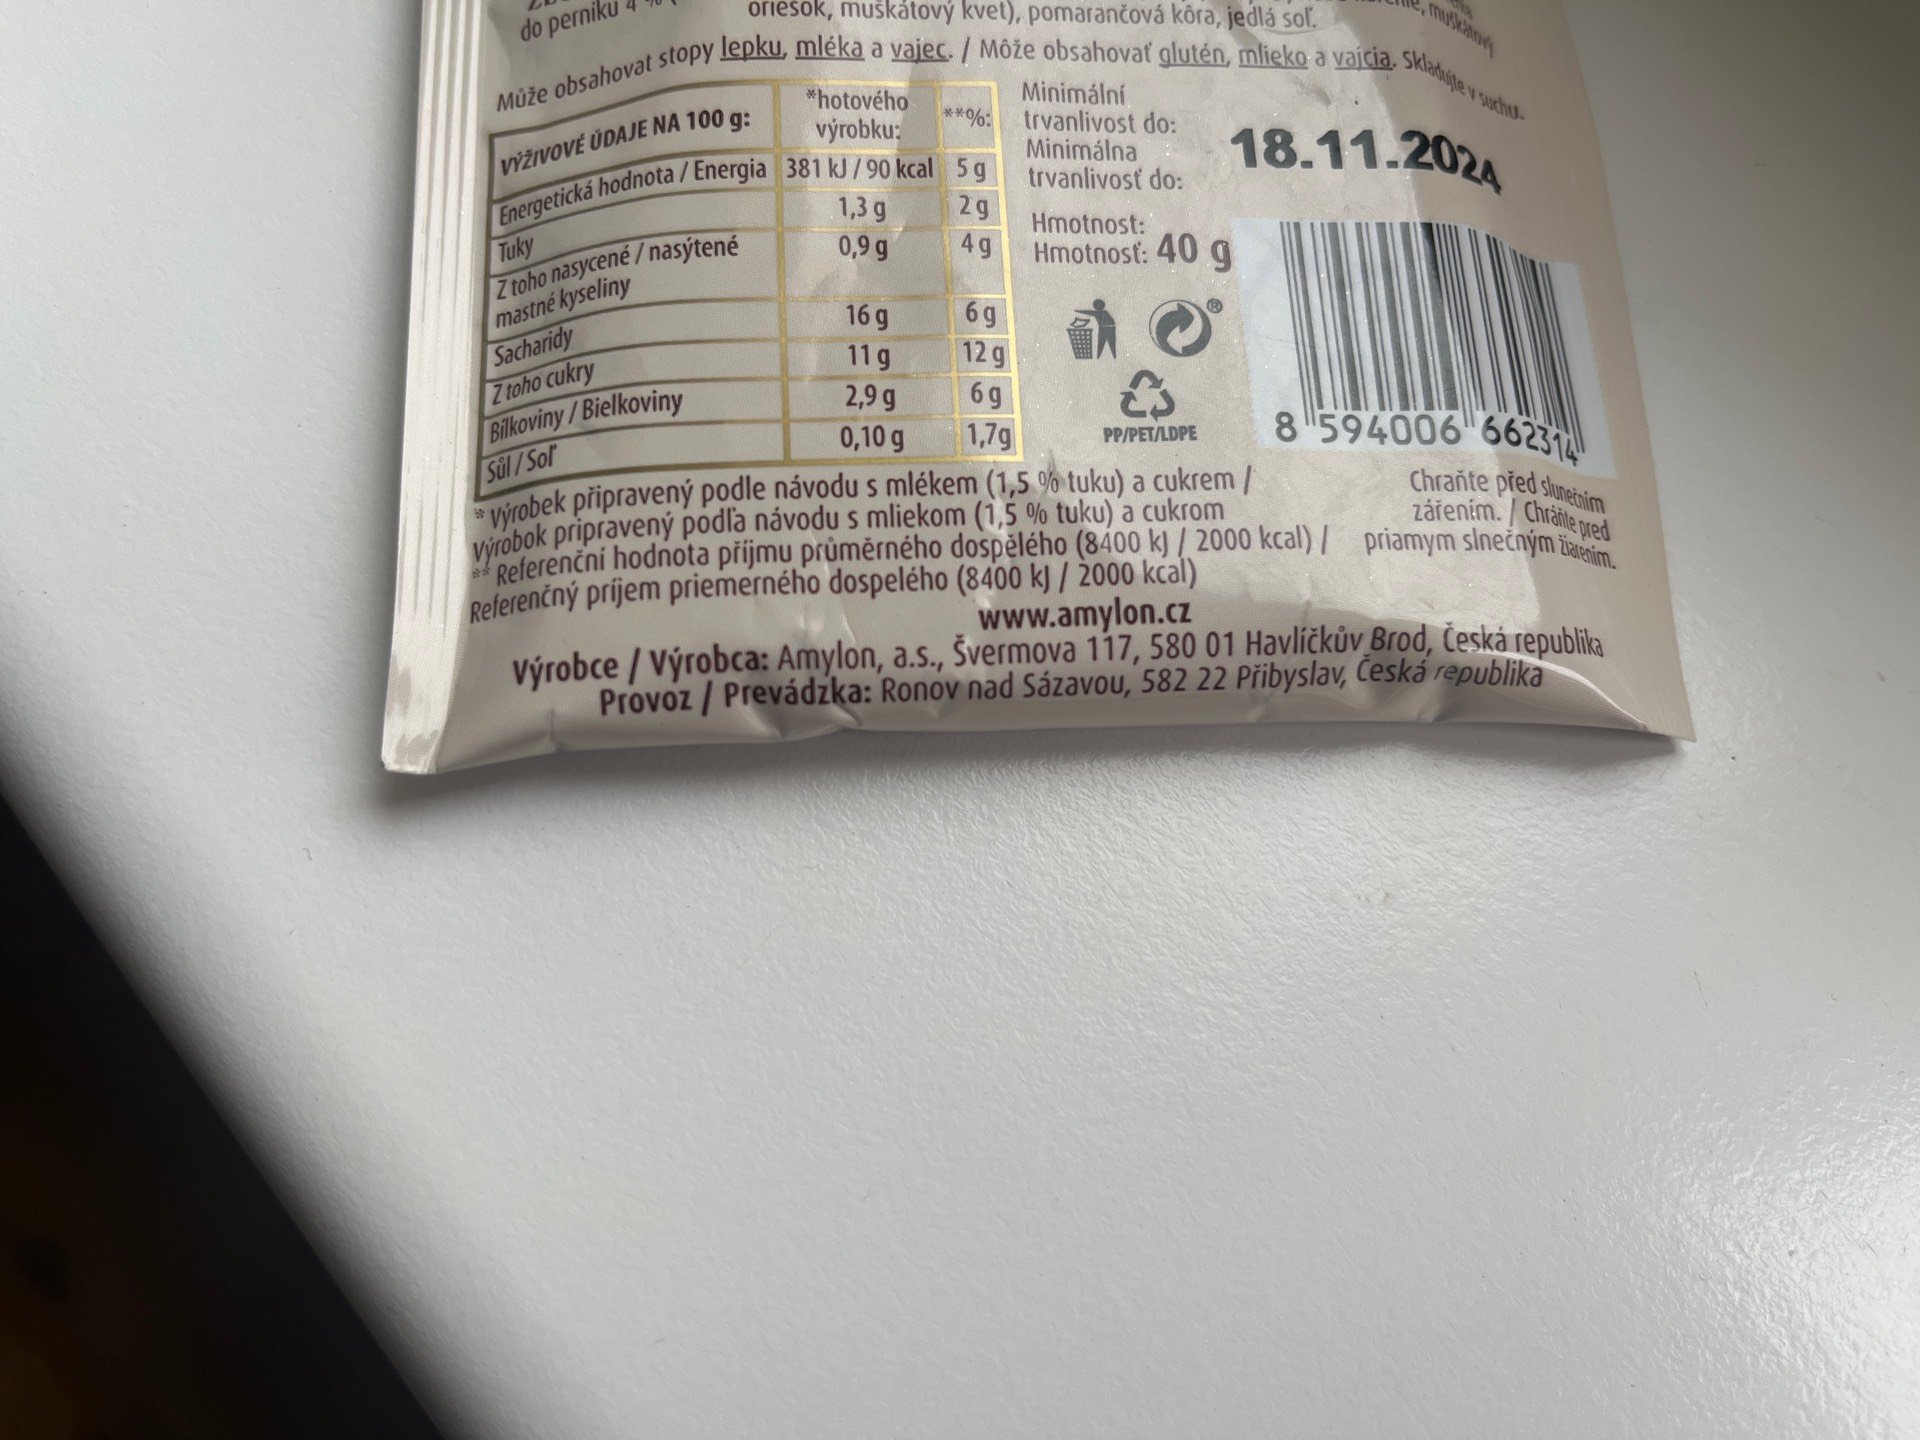 do perníku 4 %
oriešok, muškátový kvet), pomarančová kôra, jedlá soľ.
muškátový
Může obsahovat stopy lepku, mléka a vajec. / Môže obsahovať glutén, mlieko a vajcia. Skladujte v suchu.
VÝŽIVOVÉ ÚDAJE NA 100 g: *hotového výrobku: **%:
Energetická hodnota / Energia 381 kJ / 90 kcal 5 g
Tuky 1,3 g 2 g
Z toho nasycené / nasýtené mastné kyseliny 0,9 g 4 g
Sacharidy 16 g 6 g
Z toho cukry 11 g 12 g
Bílkoviny / Bielkoviny 2,9 g 6 g
Sůl / Soľ 0,10 g 1,7g
Minimální
trvanlivost do:
Minimálna
trvanlivosť do:
18.11.2024
Hmotnost:
Hmotnosť: 40 g
®
PP/PET/LDPE
8 594006 662314
* Výrobek připravený podle návodu s mlékem (1,5 % tuku) a cukrem /
Výrobok pripravený podľa návodu s mliekom (1,5 % tuku) a cukrom
** Referenční hodnota příjmu průměrného dospělého (8400 kJ / 2000 kcal) /
Referenčný príjem priemerného dospelého (8400 kJ / 2000 kcal)
Chraňte před slunečním
zářením. / Chráňte pred
priamym slnečným žiarením.
www.amylon.cz
Výrobce / Výrobca: Amylon, a.s., Švermova 117, 580 01 Havlíčkův Brod, Česká republika
Provoz / Prevádzka: Ronov nad Sázavou, 582 22 Přibyslav, Česká republika